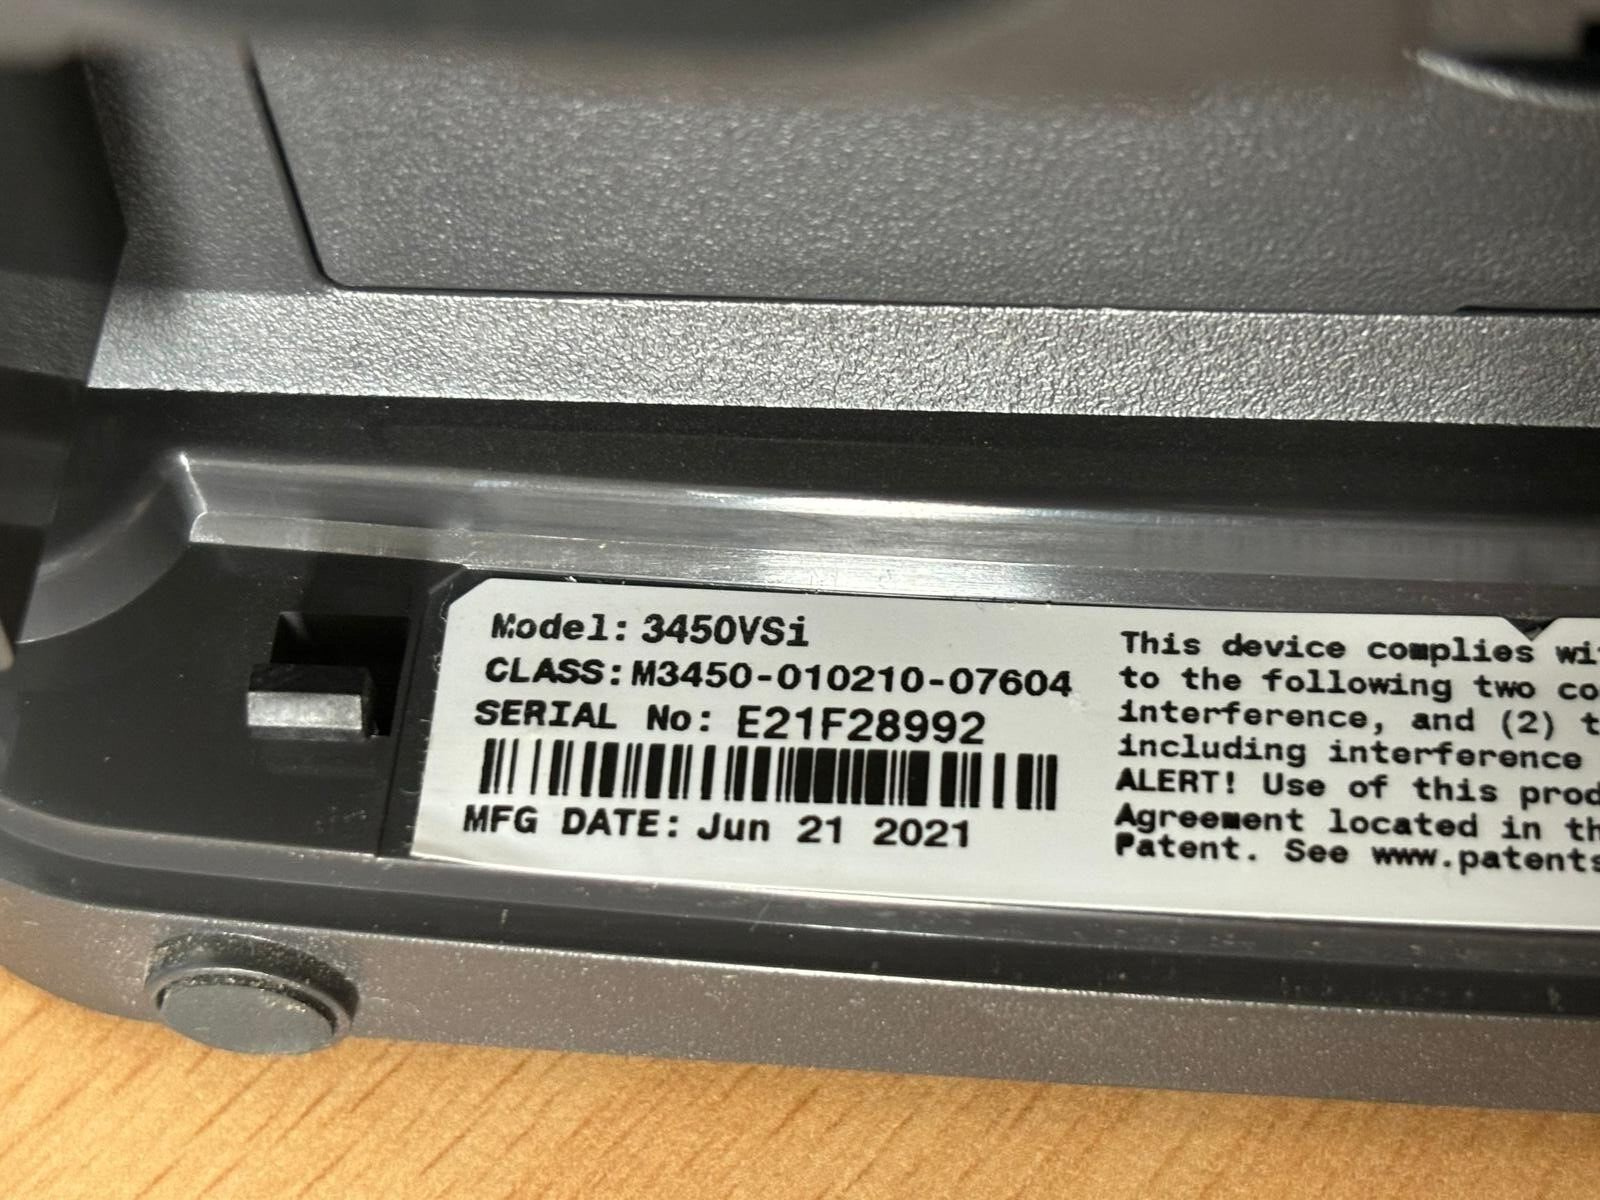 Model: 3450VSi
CLASS: M3450-010210-07604
SERIAL No: E21F28992
MFG DATE: Jun 21 2021
This device complies wi
to the following two co
interference, and (2) t
including interference
ALERT! Use of this prod
Agreement located in th
Patent. See www.patents